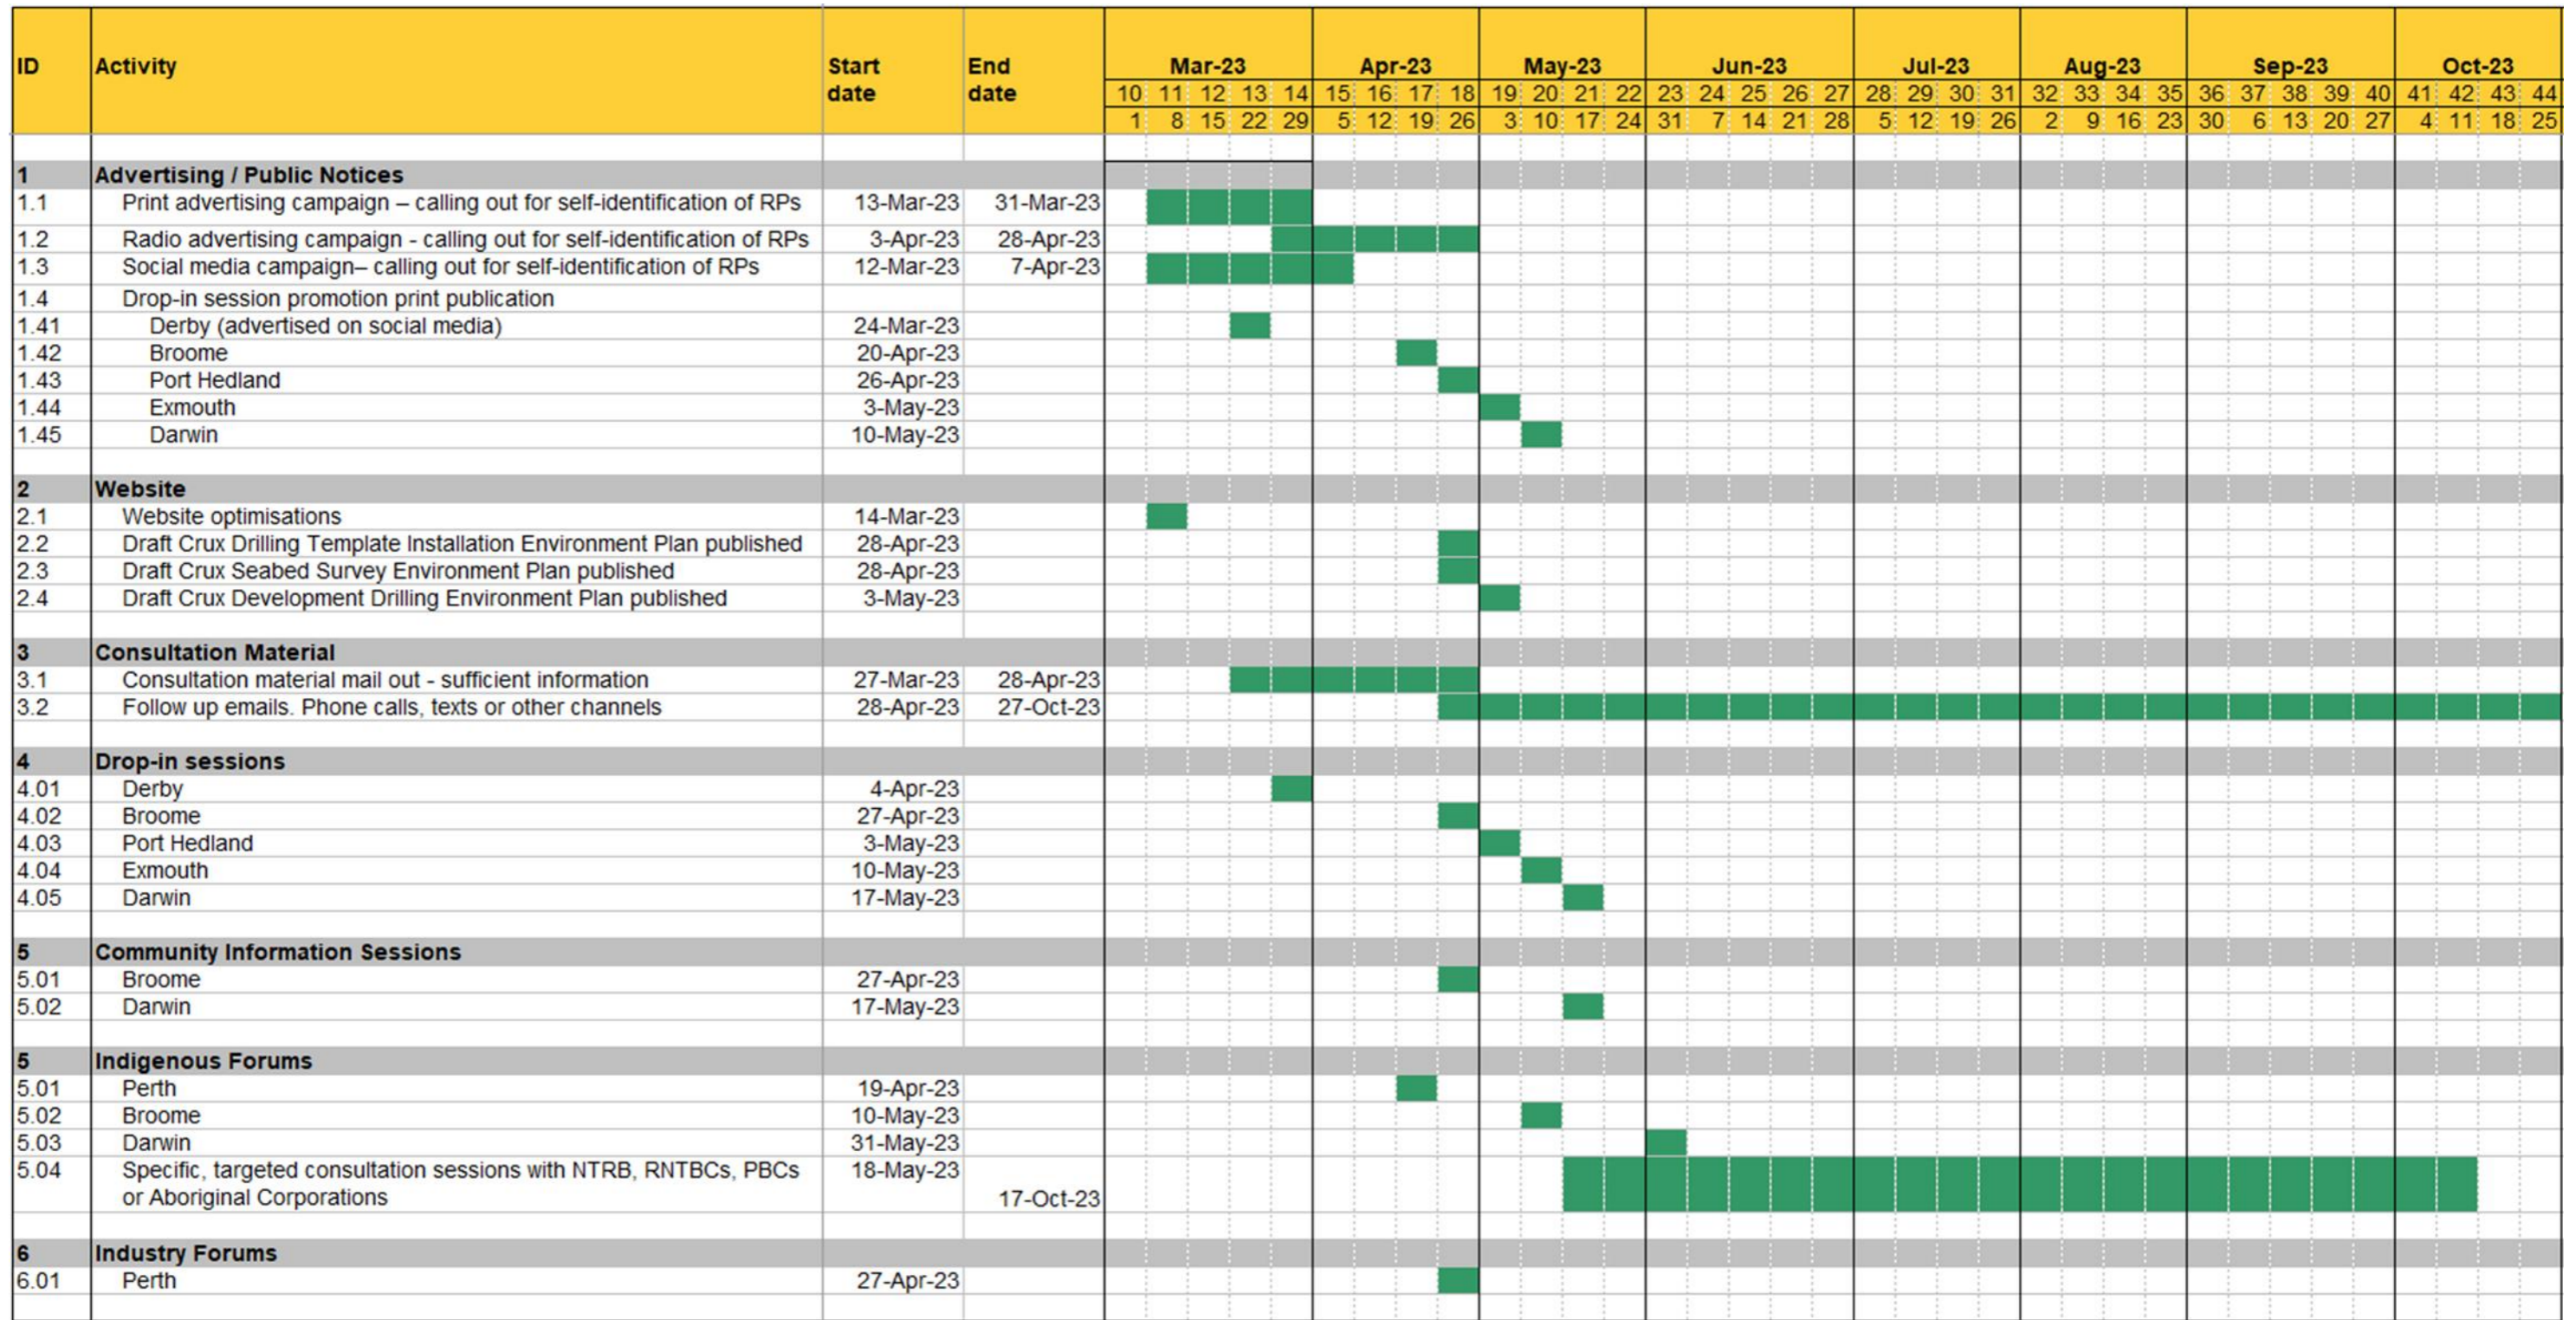 ID Activity Start date End date Mar-23 Apr-23 May-23 Jun-23 Jul-23 Aug-23 Sep-23 Oct-23
10 11 12 13 14 15 16 17 18 19 20 21 22 23 24 25 26 27 28 29 30 31 32 33 34 35 36 37 38 39 40 41 42 43 44
1 8 15 22 29 5 12 19 26 3 10 17 24 31 7 14 21 28 5 12 19 26 2 9 16 23 30 6 13 20 27 4 11 18 25
1 Advertising / Public Notices
1.1 Print advertising campaign – calling out for self-identification of RPs 13-Mar-23 31-Mar-23
1.2 Radio advertising campaign - calling out for self-identification of RPs 3-Apr-23 28-Apr-23
1.3 Social media campaign– calling out for self-identification of RPs 12-Mar-23 7-Apr-23
1.4 Drop-in session promotion print publication
1.41 Derby (advertised on social media) 24-Mar-23
1.42 Broome 20-Apr-23
1.43 Port Hedland 26-Apr-23
1.44 Exmouth 3-May-23
1.45 Darwin 10-May-23
2 Website
2.1 Website optimisations 14-Mar-23
2.2 Draft Crux Drilling Template Installation Environment Plan published 28-Apr-23
2.3 Draft Crux Seabed Survey Environment Plan published 28-Apr-23
2.4 Draft Crux Development Drilling Environment Plan published 3-May-23
3 Consultation Material
3.1 Consultation material mail out - sufficient information 27-Mar-23 28-Apr-23
3.2 Follow up emails. Phone calls, texts or other channels 28-Apr-23 27-Oct-23
4 Drop-in sessions
4.01 Derby 4-Apr-23
4.02 Broome 27-Apr-23
4.03 Port Hedland 3-May-23
4.04 Exmouth 10-May-23
4.05 Darwin 17-May-23
5 Community Information Sessions
5.01 Broome 27-Apr-23
5.02 Darwin 17-May-23
5 Indigenous Forums
5.01 Perth 19-Apr-23
5.02 Broome 10-May-23
5.03 Darwin 31-May-23
5.04 Specific, targeted consultation sessions with NTRB, RNTBCs, PBCs 18-May-23
or Aboriginal Corporations 17-Oct-23
6 Industry Forums
6.01 Perth 27-Apr-23